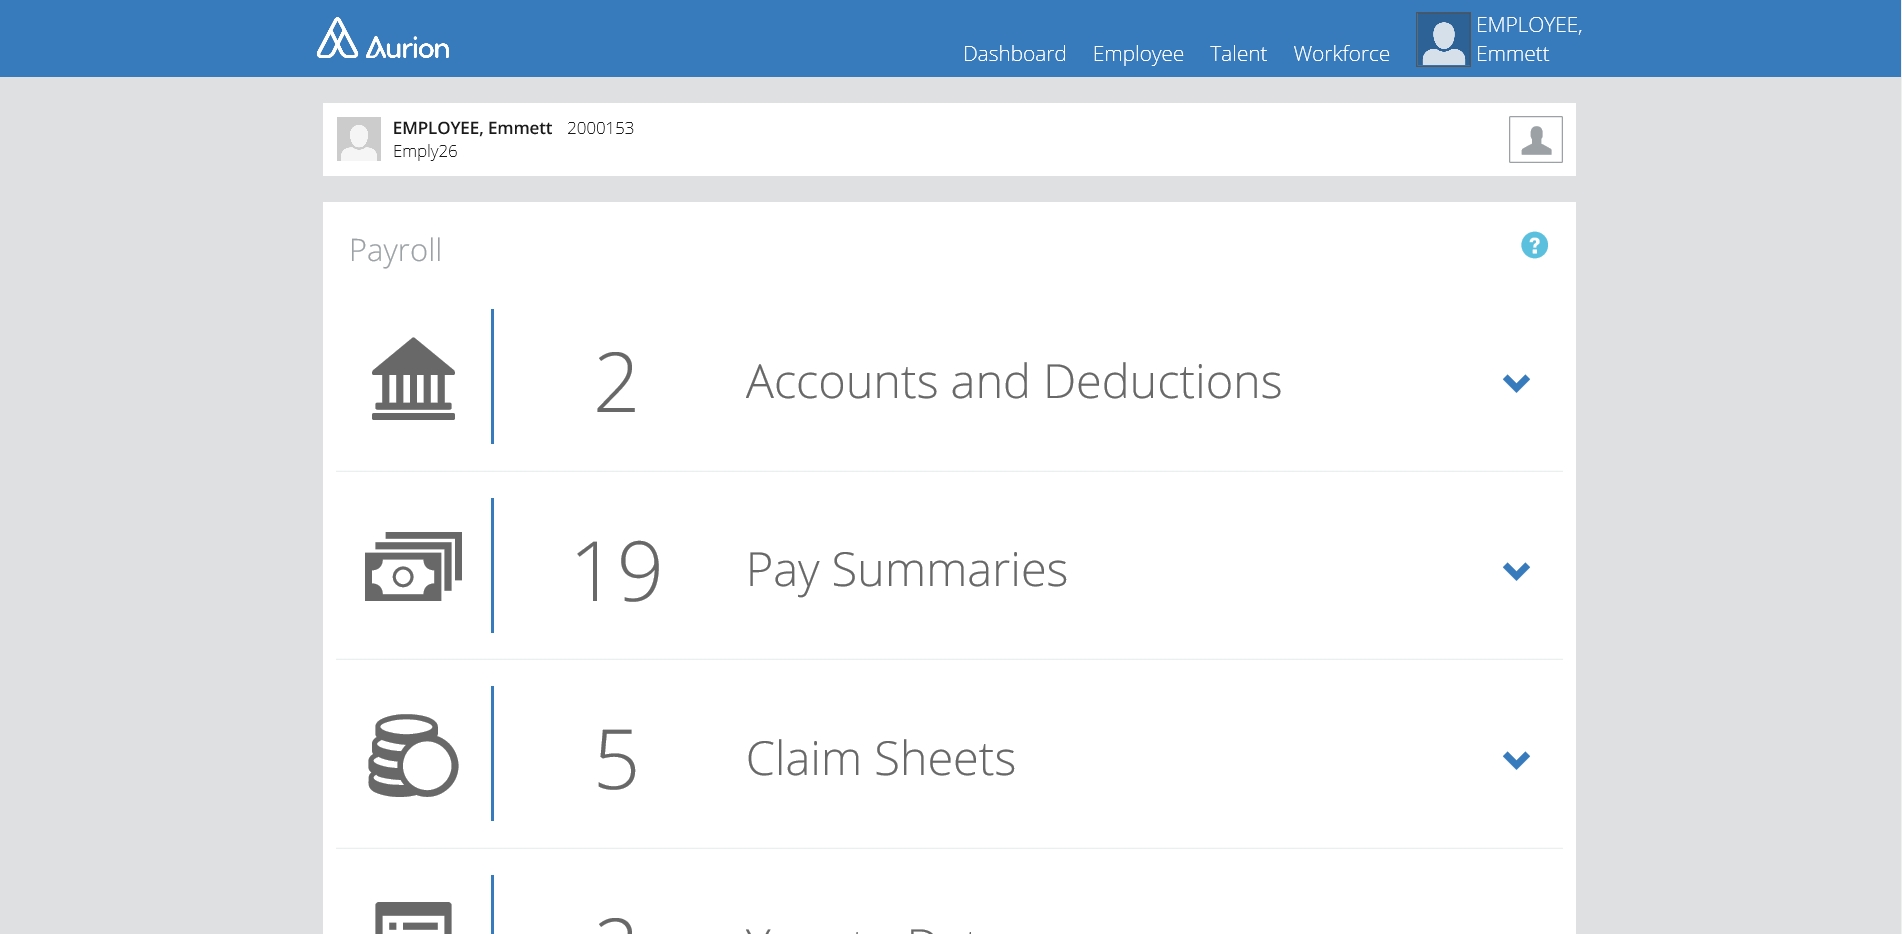 Aurion
Dashboard Employee Talent Workforce
EMPLOYEE,
Emmett
EMPLOYEE, Emmett 2000153
Emply26
Payroll
?
2 Accounts and Deductions
19 Pay Summaries
5 Claim Sheets